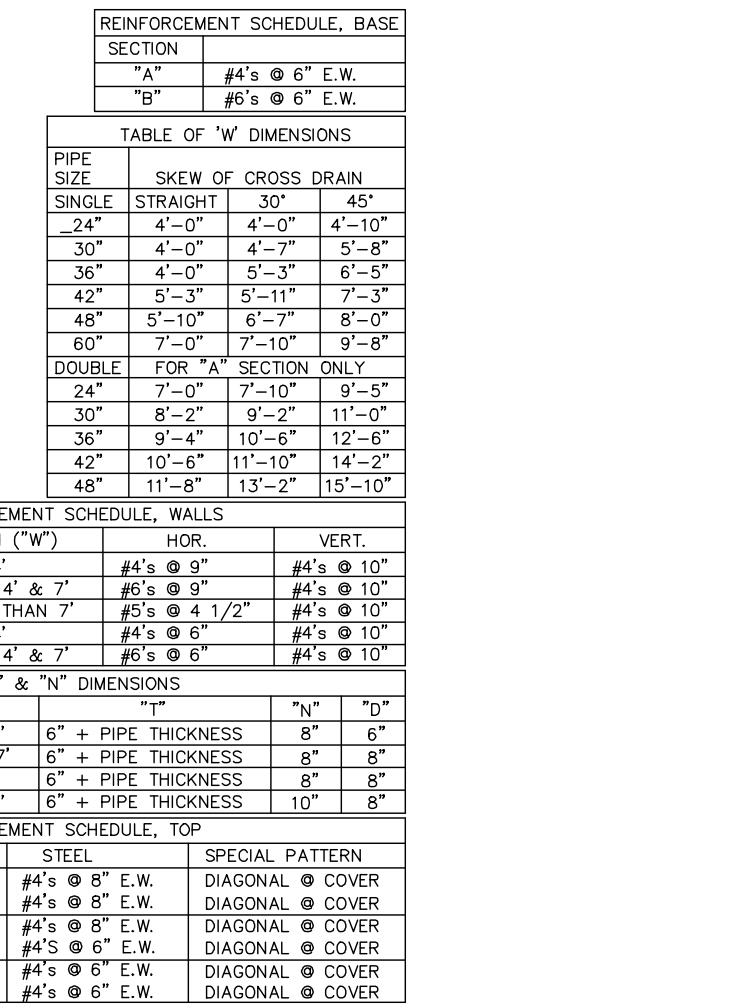 REINFORCEMENT SCHEDULE, BASE
SECTION
"A" #4's @ 6" E.W.
"B" #6's @ 6" E.W.
TABLE OF 'W' DIMENSIONS
PIPE
SIZE SKEW OF CROSS DRAIN
SINGLE STRAIGHT 30° 45°
_24" 4'-0" 4'-0" 4'-10"
30" 4'-0" 4'-7" 5'-8"
36" 4'-0" 5'-3" 6'-5"
42" 5'-3" 5'-11" 7'-3"
48" 5'-10" 6'-7" 8'-0"
60" 7'-0" 7'-10" 9'-8"
DOUBLE FOR "A" SECTION ONLY
24" 7'-0" 7'-10" 9'-5"
30" 8'-2" 9'-2" 11'-0"
36" 9'-4" 10'-6" 12'-6"
42" 10'-6" 11'-10" 14'-2"
48" 11'-8" 13'-2" 15'-10"
EMENT SCHEDULE, WALLS
("W") HOR. VERT.
' #4's @ 9" #4's @ 10"
4' & 7' #6's @ 9" #4's @ 10"
THAN 7' #5's @ 4 1/2" #4's @ 10"
' #4's @ 6" #4's @ 10"
4' & 7' #6's @ 6" #4's @ 10"
' & "N" DIMENSIONS
"T" "N" "D"
' 6" + PIPE THICKNESS 8" 6"
7' 6" + PIPE THICKNESS 8" 8"
6" + PIPE THICKNESS 8" 8"
' 6" + PIPE THICKNESS 10" 8"
EMENT SCHEDULE, TOP
STEEL SPECIAL PATTERN
#4's @ 8" E.W. DIAGONAL @ COVER
#4's @ 8" E.W. DIAGONAL @ COVER
#4's @ 8" E.W. DIAGONAL @ COVER
#4'S @ 6" E.W. DIAGONAL @ COVER
#4's @ 6" E.W. DIAGONAL @ COVER
#4's @ 6" E.W. DIAGONAL @ COVER